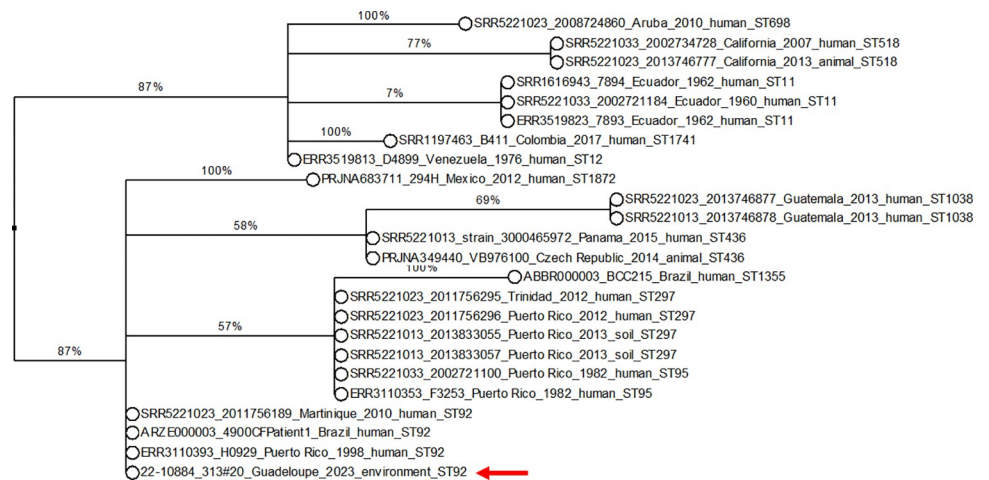 100%
SRR5221023_2008724860_Aruba_2010_human_ST698
77%
SRR5221033_2002734728_California_2007_human_ST518
SRR5221033_2013746777_California_2013_animal_ST518
87%
7%
SRR1616943_7894_Ecuador_1962_human_ST11
SRR5221033_2002721184_Ecuador_1960_human_ST11
ERR3519823_7893_Ecuador_1962_human_ST11
100%
SRR1197463_B411_Colombia_2017_human_ST1741
ERR3519813_D4899_Venezuela_1976_human_ST12
100%
PRJNA683711_294H_Mexico_2012_human_ST1872
69%
SRR5221023_2013746877_Guatemala_2013_human_ST1038
SRR5221013_2013746878_Guatemala_2013_human_ST1038
58%
SRR5221013_strain_3000465972_Panama_2015_human_ST436
PRJNA349440_VB976100_Czech Republic_2014_animal_ST436
100%
ABBR000003_BCC215_Brazil_human_ST1355
SRR5221023_2011756295_Trinidad_2012_human_ST297
SRR5221023_2011756296_Puerto Rico_2012_human_ST297
57%
SRR5221013_2013833055_Puerto Rico_2013_soil_ST297
SRR5221013_2013833057_Puerto Rico_2013_soil_ST297
87%
SRR5221033_2002721100_Puerto Rico_1982_human_ST95
ERR3110353_F3253_Puerto Rico_1982_human_ST95
SRR5221023_2011756189_Martinique_2010_human_ST92
ARZE000003_4900CFPatient1_Brazil_human_ST92
ERR3110393_H0929_Puerto Rico_1998_human_ST92
22-10884_313#20_Guadeloupe_2023_environment_ST92